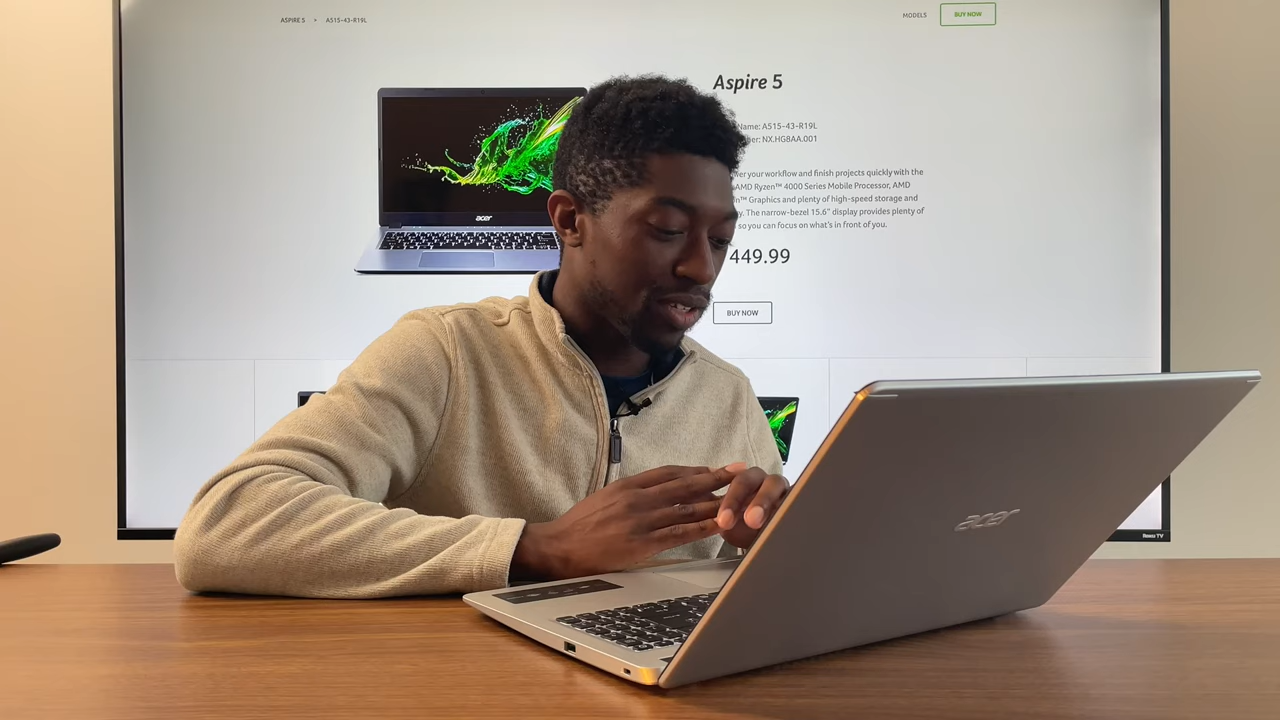 ASPIRE 5 > A515-43-R19L
MODELS
BUY NOW
Aspire 5
Name: A515-43-R19L
NX.HG8AA.001
your workflow and finish projects quickly with the
AMD Ryzen™ 4000 Series Mobile Processor, AMD
Graphics and plenty of high-speed storage and
The narrow-bezel 15.6" display provides plenty of
so you can focus on what's in front of you.
449.99
BUY NOW
acer
acer
Roku TV